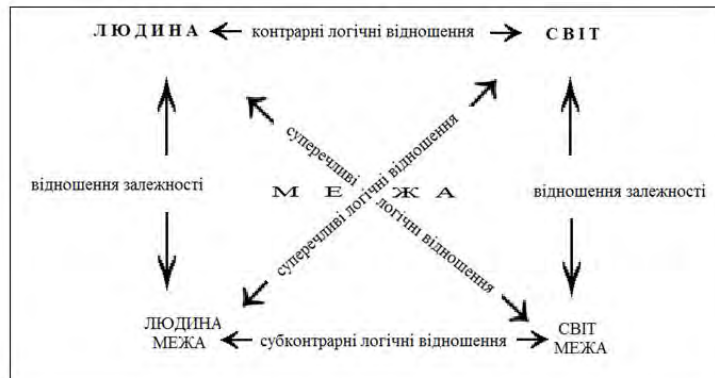 ЛЮДИНА
контрарні логічні відношення
СВІТ
суперечливі логічні відношення
суперечливі логічні відношення
відношення залежності
МЕЖА
відношення залежності
ЛЮДИНА
МЕЖА
субконтрарні логічні відношення
СВІТ
МЕЖА